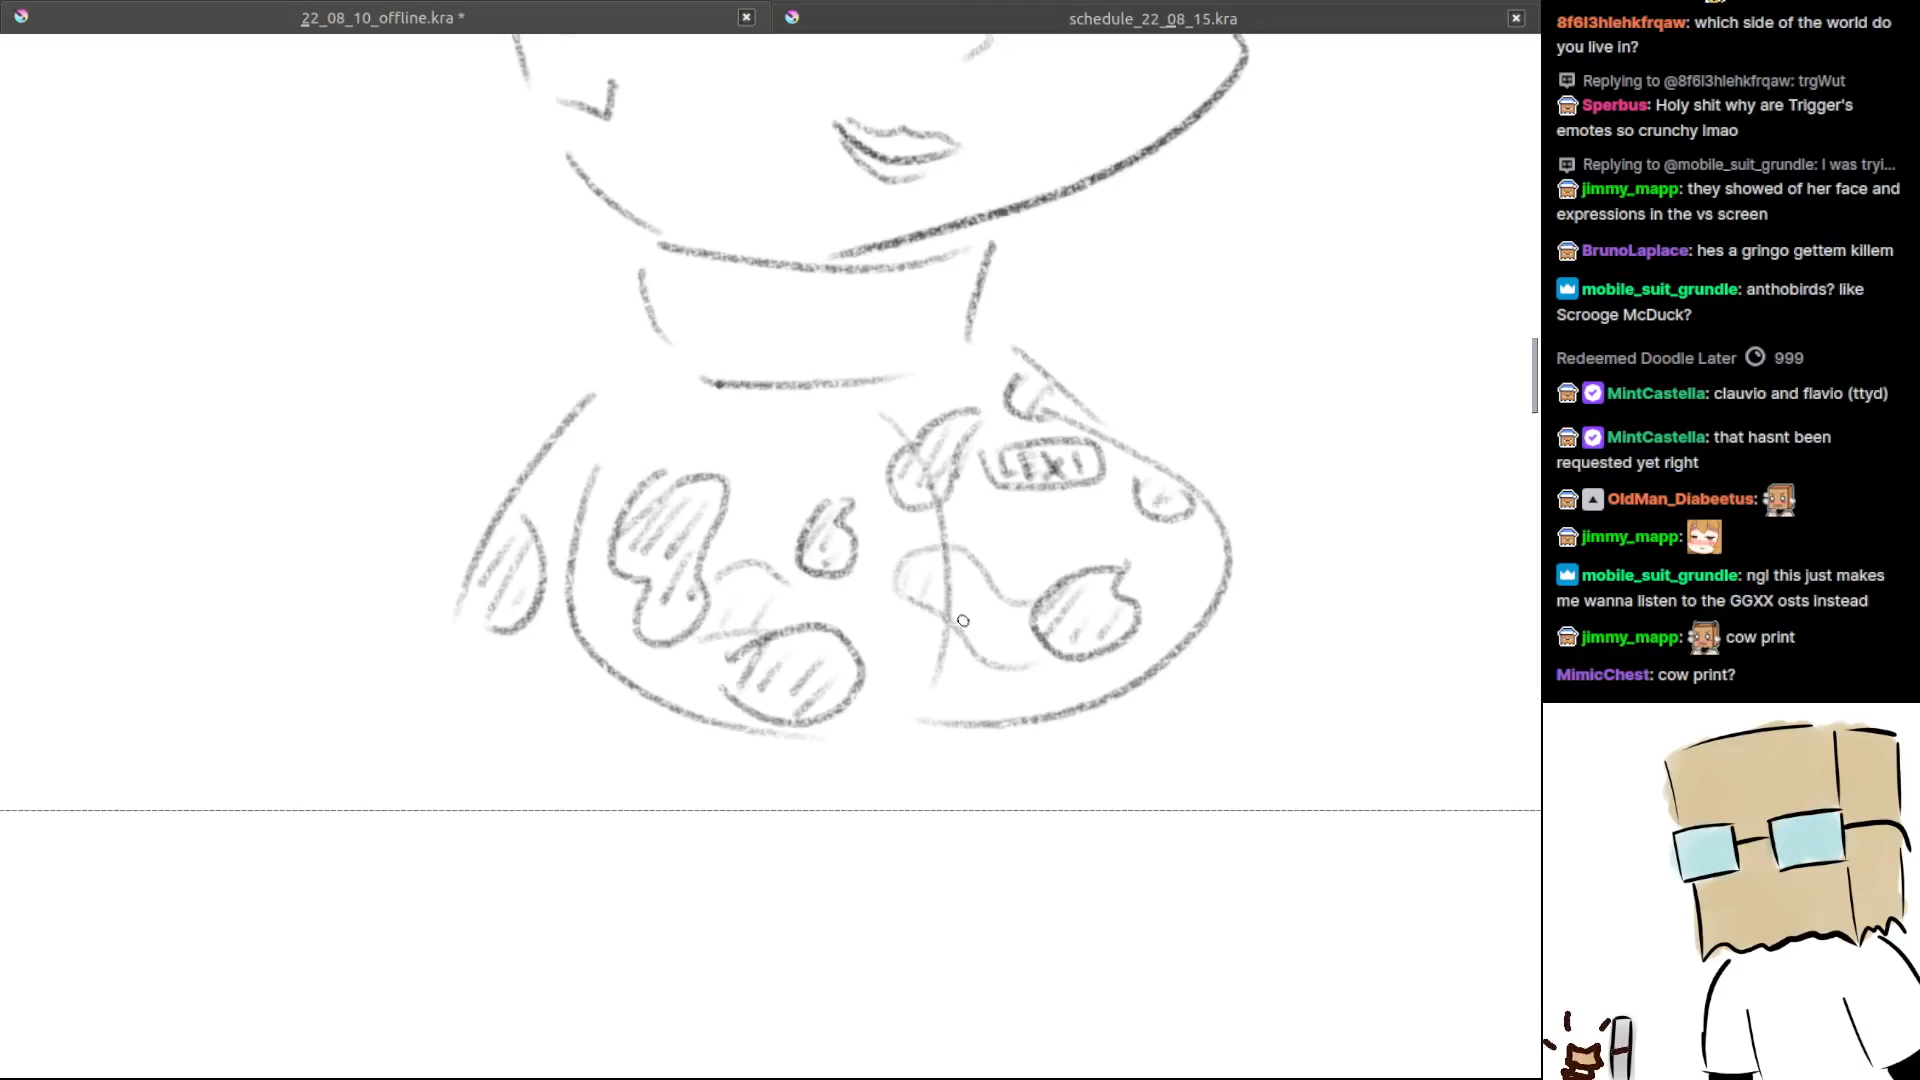 22_08_10_offline.kra *
schedule_22_08_15.kra
8f6l3hlehkfrqaw: which side of the world do
you live in?
Replying to @8f6l3hlehkfrqaw: trgWut
Sperbus: Holy shit why are Trigger's
emotes so crunchy lmao
Replying to @mobile_suit_grundle: I was tryi...
jimmy_mapp: they showed of her face and
expressions in the vs screen
BrunoLaplace: hes a gringo gettem killem
mobile_suit_grundle: anthobirds? like
Scrooge McDuck?
Redeemed Doodle Later 999
MintCastella: clauvio and flavio (ttyd)
MintCastella: that hasnt been
requested yet right
OldMan_Diabeetus:
jimmy_mapp:
mobile_suit_grundle: ngl this just makes
me wanna listen to the GGXX osts instead
jimmy_mapp: cow print
MimicChest: cow print?